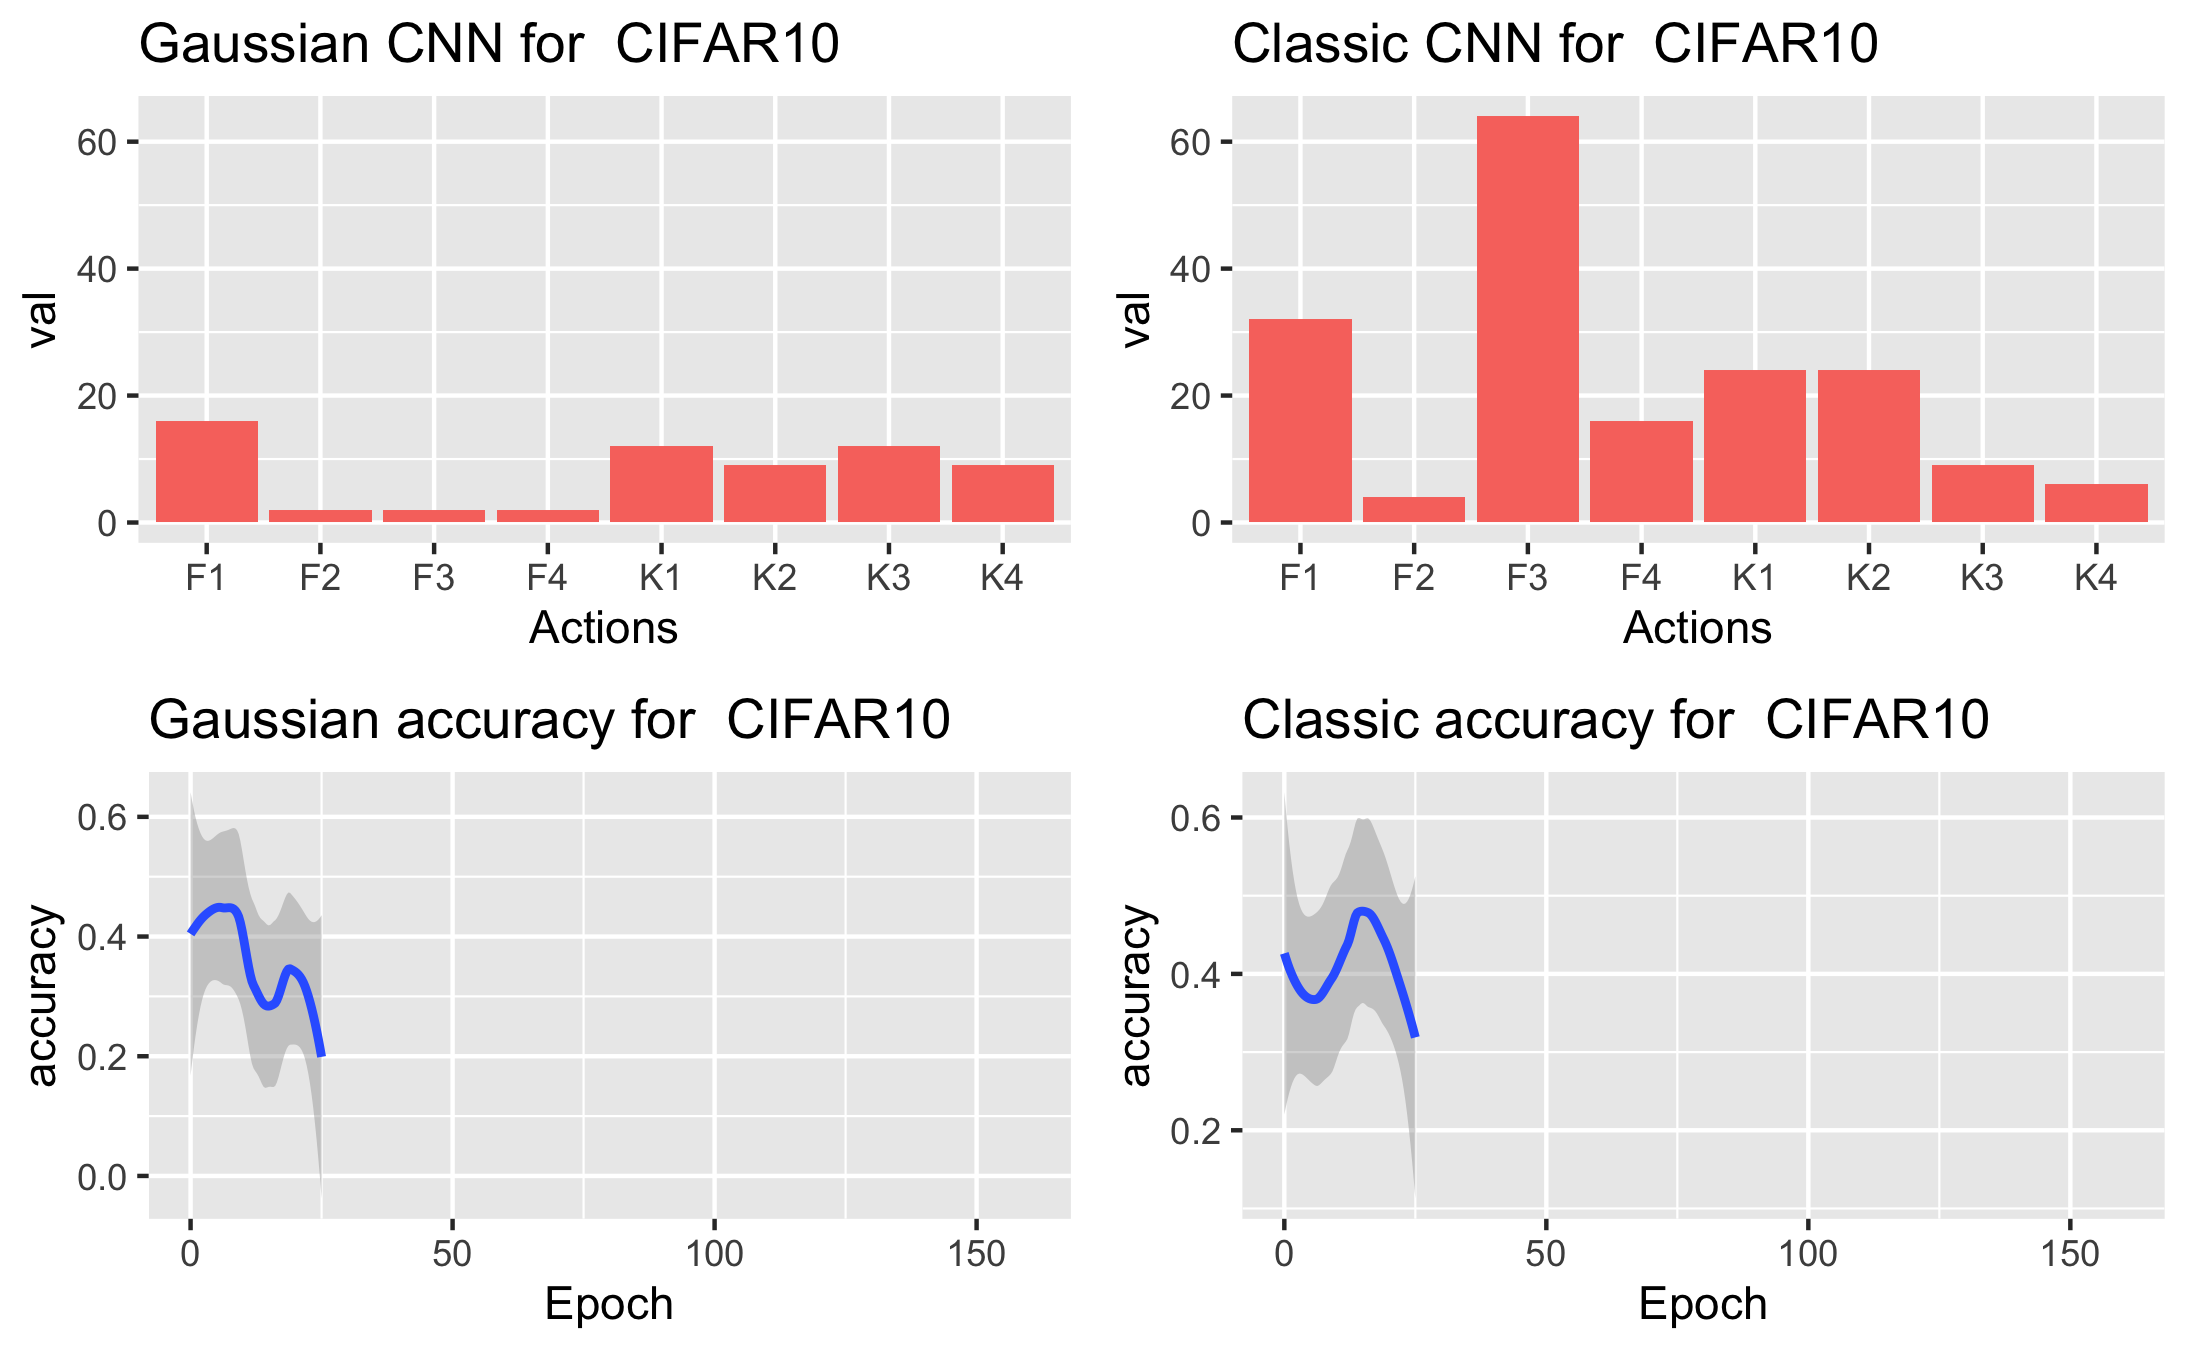 Gaussian CNN for  CIFAR10
val
60
40
20
0
F1 F2 F3 F4 K1 K2 K3 K4
Actions
Classic CNN for  CIFAR10
val
60
40
20
0
F1 F2 F3 F4 K1 K2 K3 K4
Actions
Gaussian accuracy for  CIFAR10
accuracy
0.6
0.4
0.2
0.0
0 50 100 150
Epoch
Classic accuracy for  CIFAR10
accuracy
0.6
0.4
0.2
0 50 100 150
Epoch